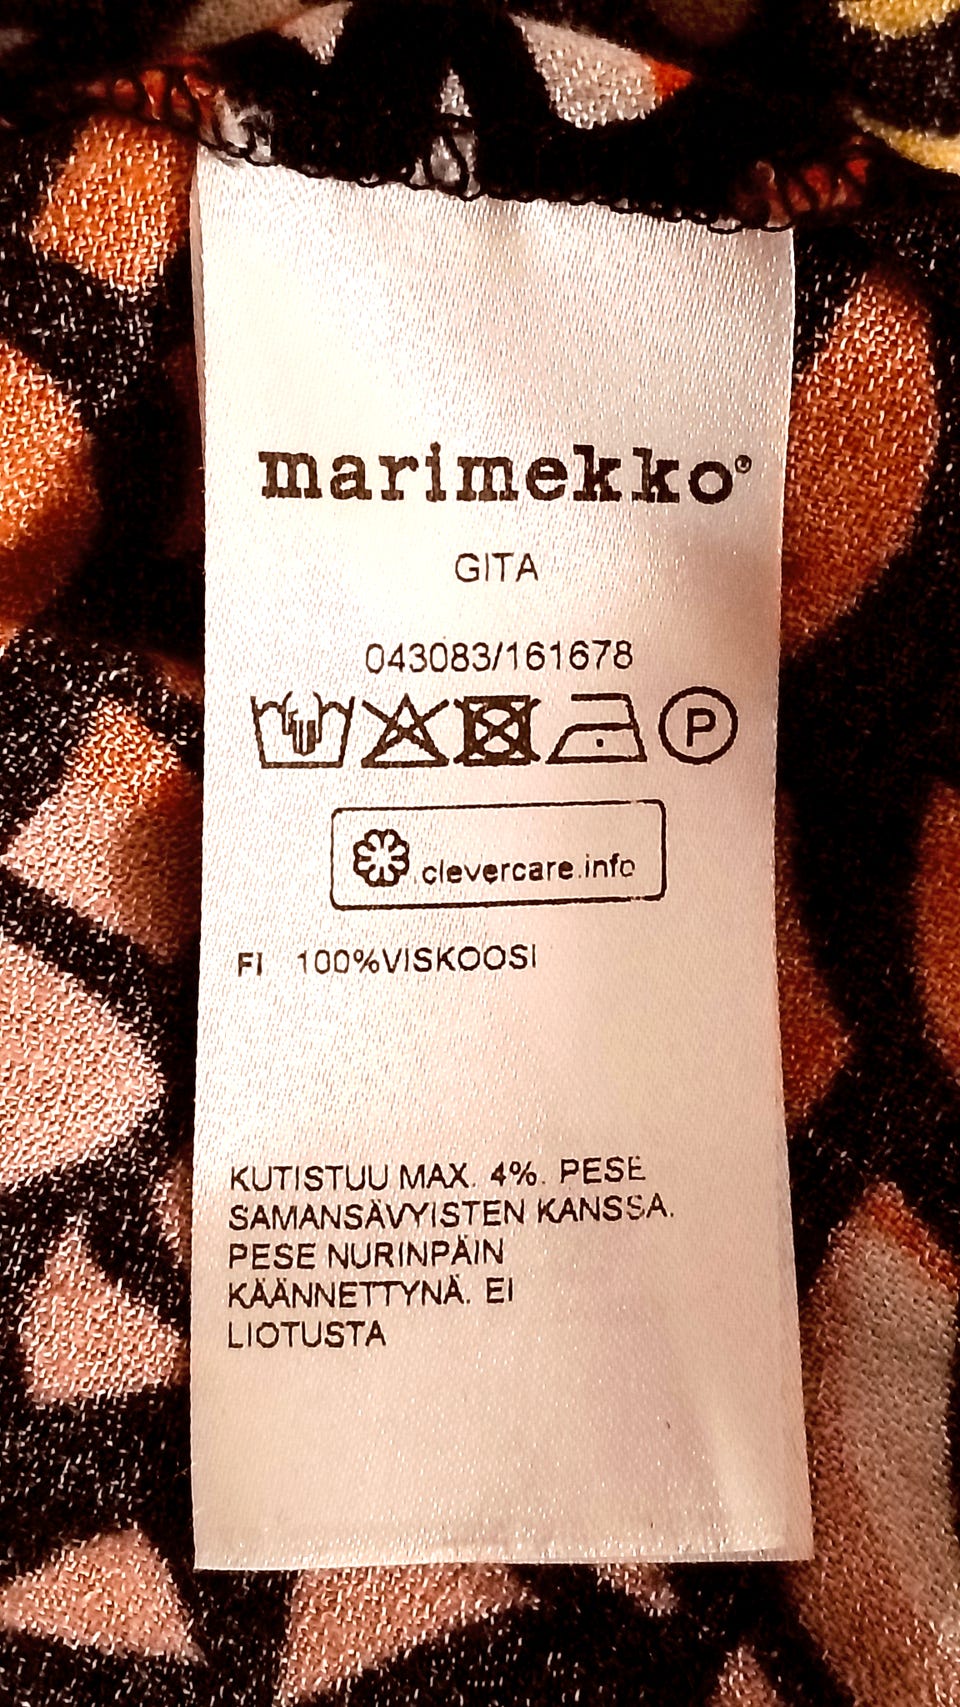 marimekko®
GITA
043083/161678
P
clevercare.info
FI 100%VISKOOSI
KUTISTUU MAX. 4%. PESE
SAMANSÄVYISTEN KANSSA.
PESE NURINPÄIN
KÄÄNNETTYNÄ. EI
LIOTUSTA